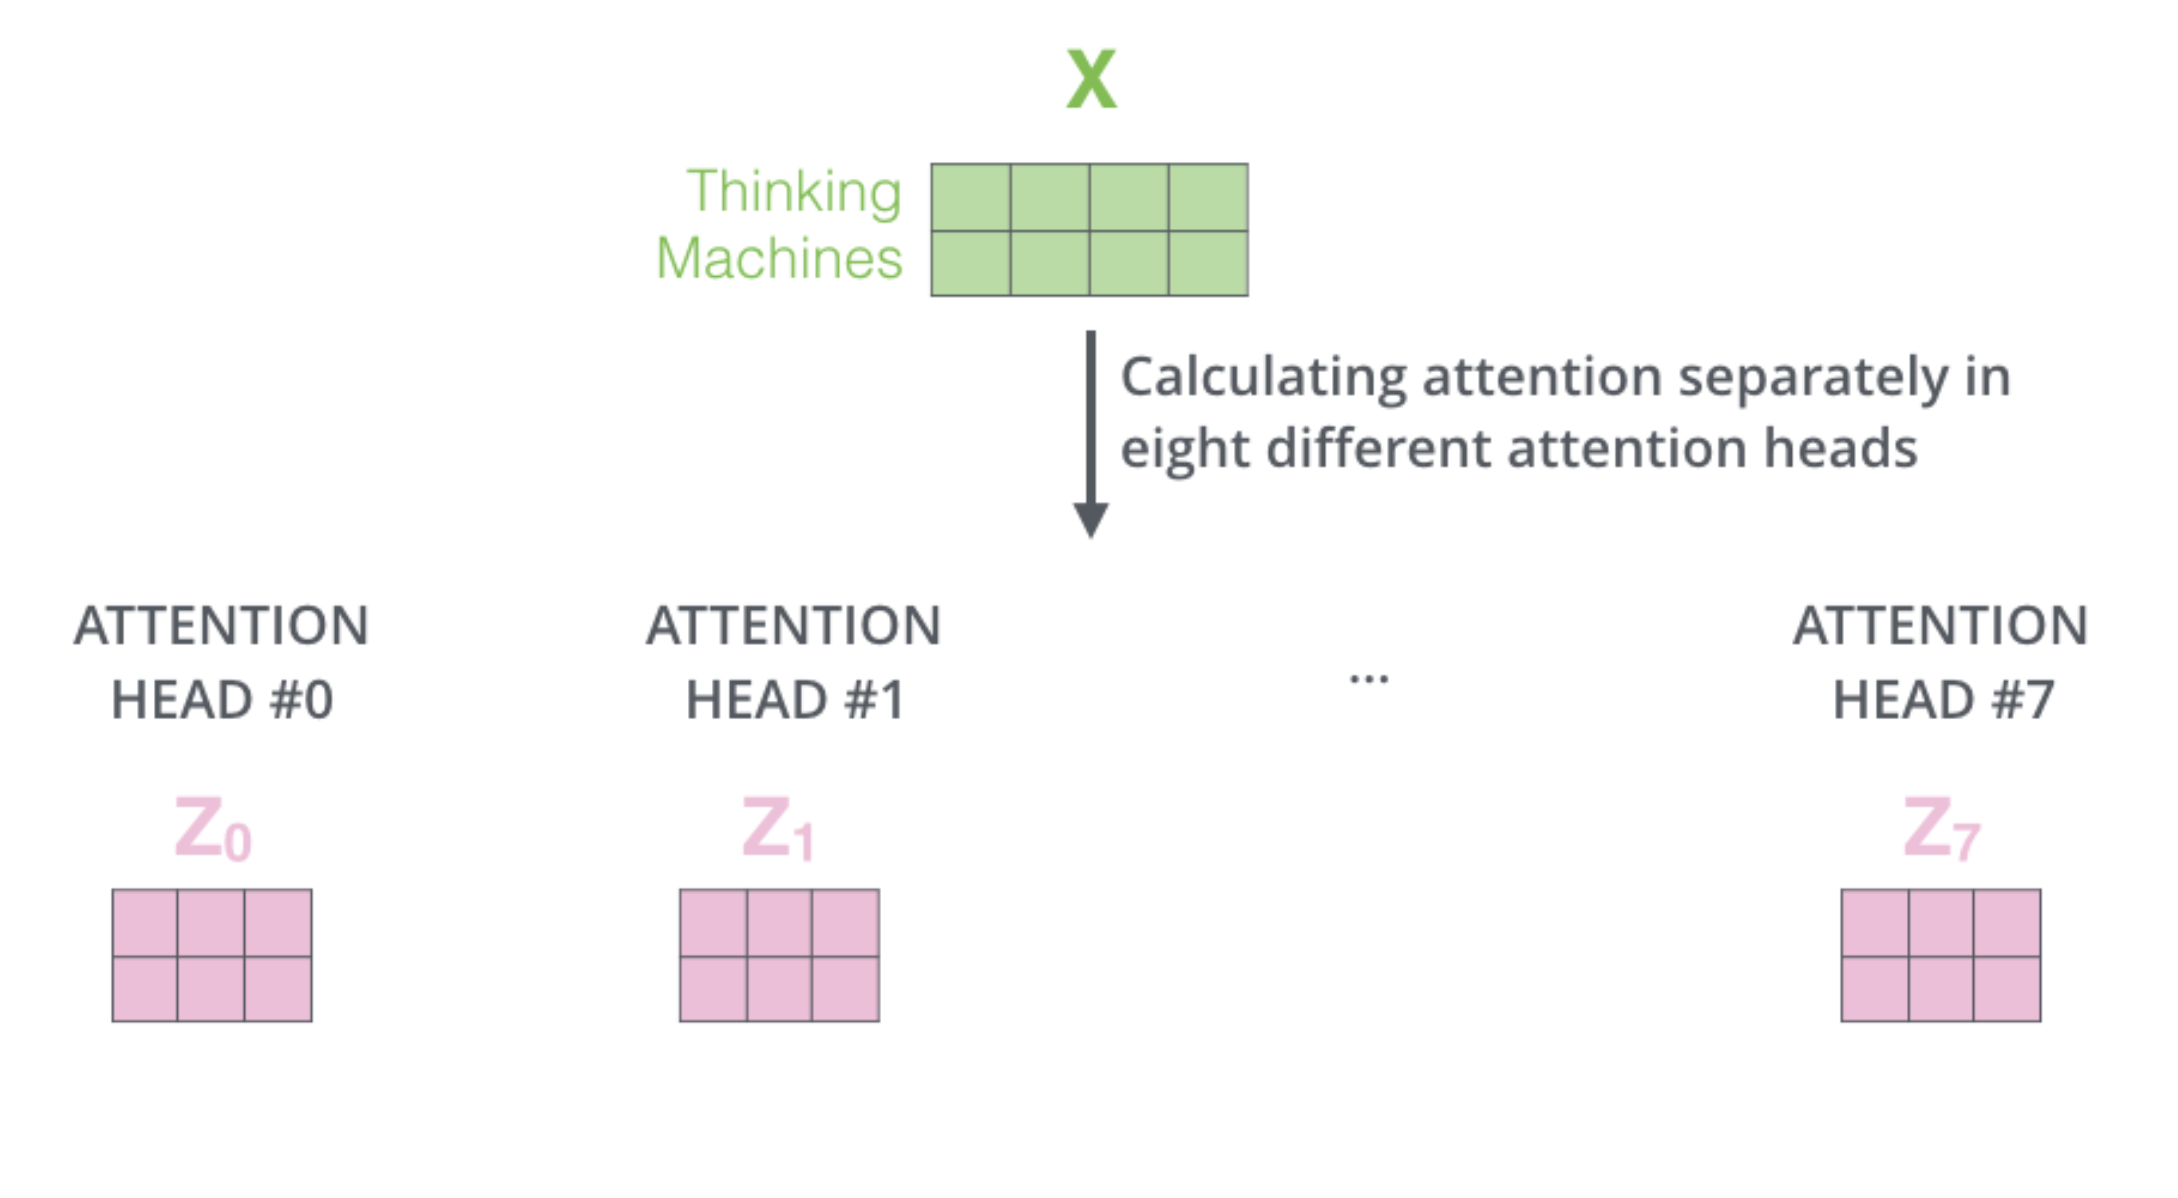 X
Thinking
Machines
Calculating attention separately in
eight different attention heads
ATTENTION
HEAD #0
ATTENTION
HEAD #1
...
ATTENTION
HEAD #7
Z0
Z1
Z7